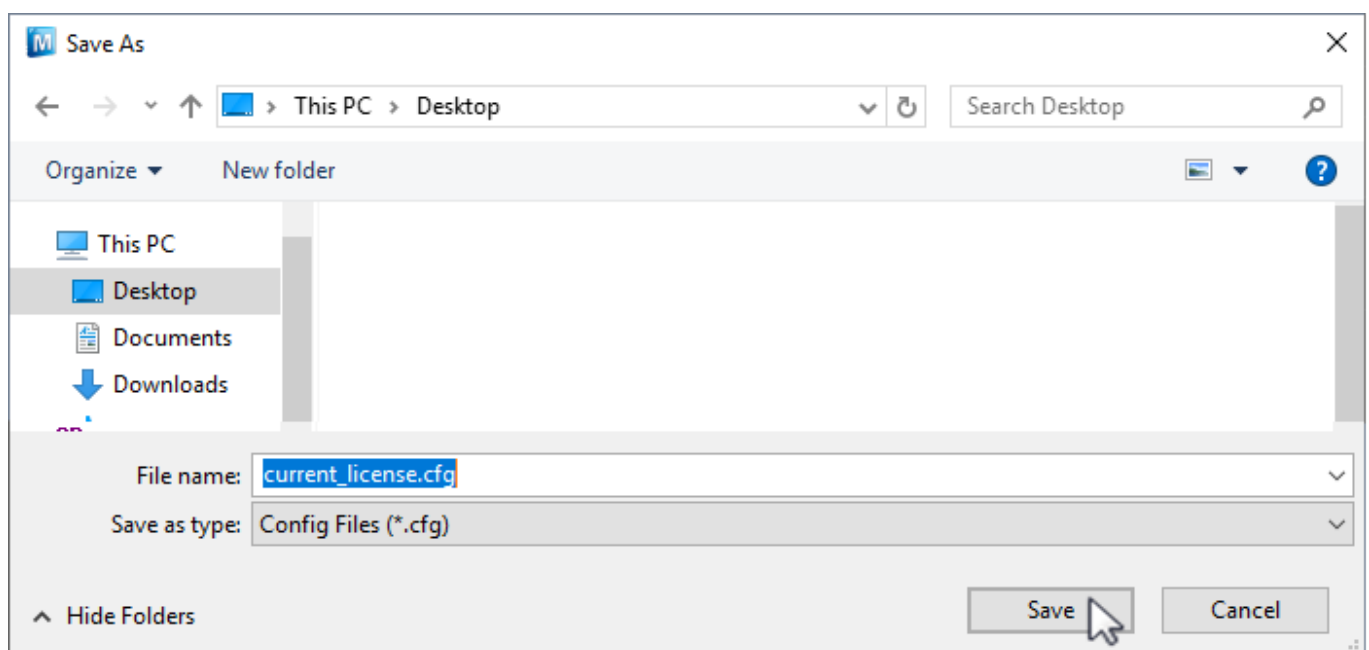 Save As
This PC > Desktop
Search Desktop
Organize
New folder
?
This PC
Desktop
Documents
Downloads
File name: current_license.cfg
Save as type: Config Files (*.cfg)
Hide Folders
Save
Cancel